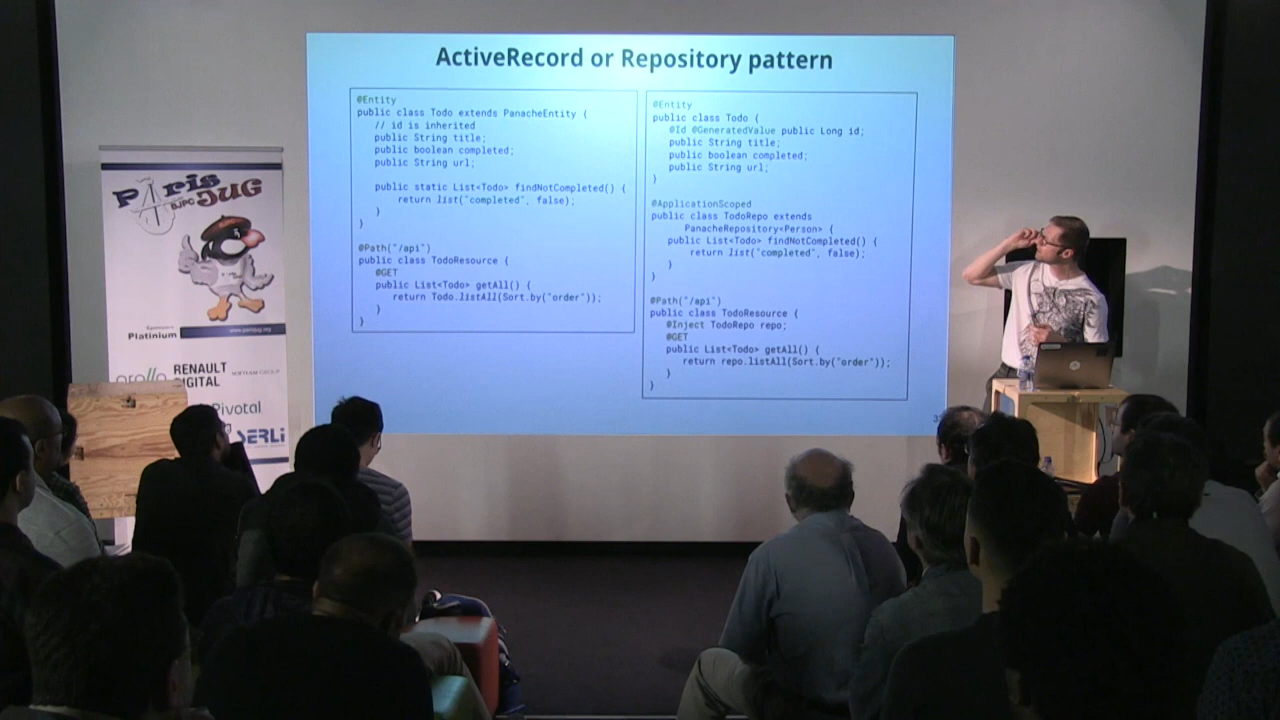 ActiveRecord or Repository pattern
@Entity
public class Todo extends PanacheEntity {
// id is inherited
public String title;
public boolean completed;
public String url;
public static List<Todo> findNotCompleted() {
return list("completed", false);
}
}
@Path("/api")
public class TodoResource {
@GET
public List<Todo> getAll() {
return Todo.listAll(Sort.by("order"));
}
}
@Entity
public class Todo {
@Id @GeneratedValue public Long id;
public String title;
public boolean completed;
public String url;
}
@ApplicationScoped
public class TodoRepo extends
PanacheRepository<Person> {
public List<Todo> findNotCompleted() {
return list("completed", false);
}
}
@Path("/api")
public class TodoResource {
@Inject TodoRepo repo;
@GET
public List<Todo> getAll() {
return repo.listAll(Sort.by("order"));
}
}
Paris
JUG
Platinium
www.parisjug.org
RENAULT
DIGITAL
Pivotal
SERLI